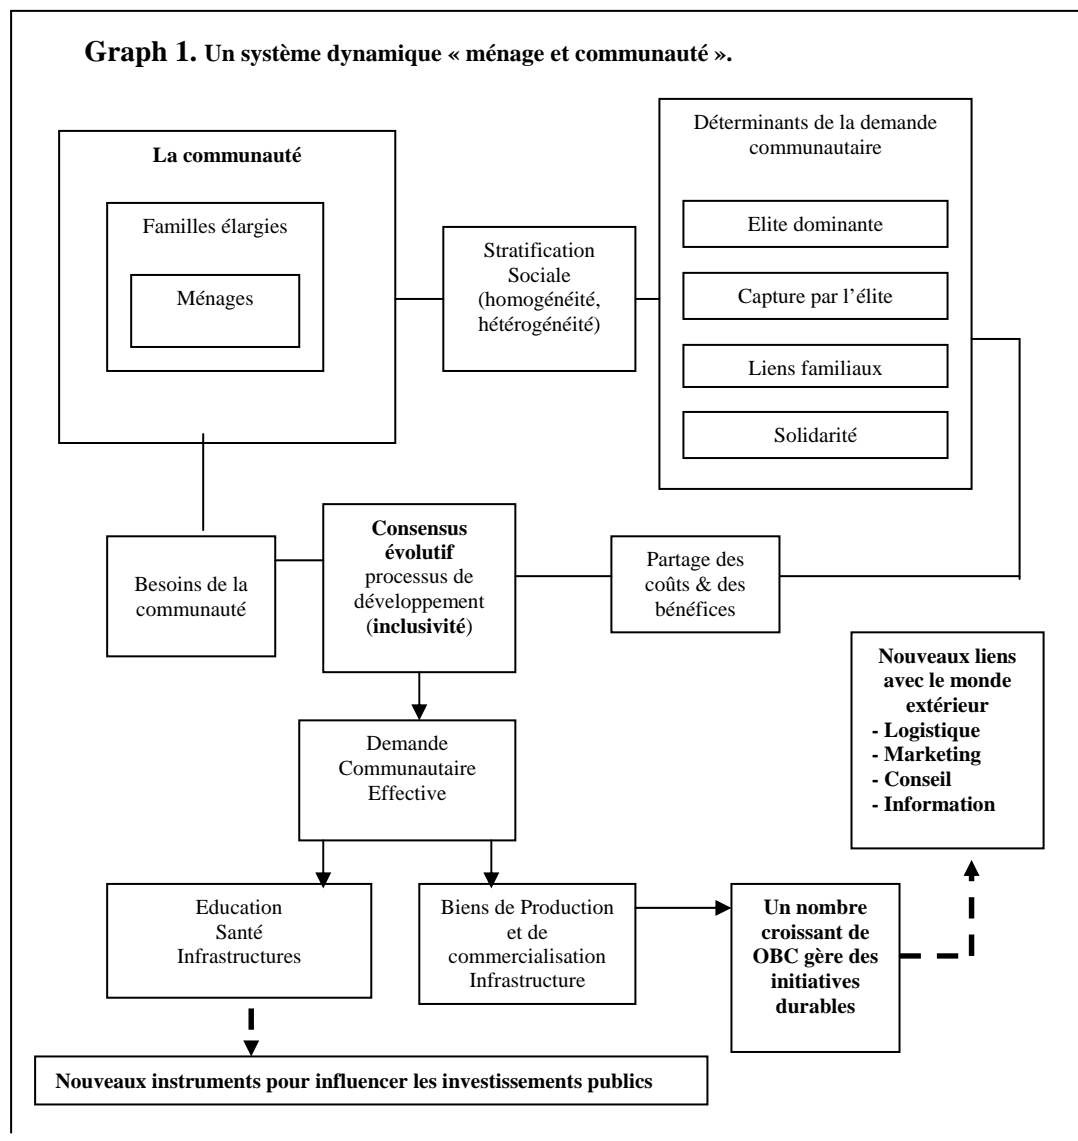 Graph 1. Un système dynamique « ménage et communauté ».
La communauté
Familles élargies
Ménages
Stratification
Sociale
(homogénéité,
hétérogénéité)
Déterminants de la demande
communautaire
Elite dominante
Capture par l'élite
Liens familiaux
Solidarité
Besoins de la
communauté
Consensus
évolutif
processus de
développement
(inclusivité)
Partage des
coûts & des
bénéfices
Nouveaux liens
avec le monde
extérieur
- Logistique
- Marketing
- Conseil
- Information
Demande
Communautaire
Effective
Education
Santé
Infrastructures
Biens de Production
et de
commercialisation
Infrastructure
Un nombre
croissant de
OBC gère des
initiatives
durables
Nouveaux instruments pour influencer les investissements publics